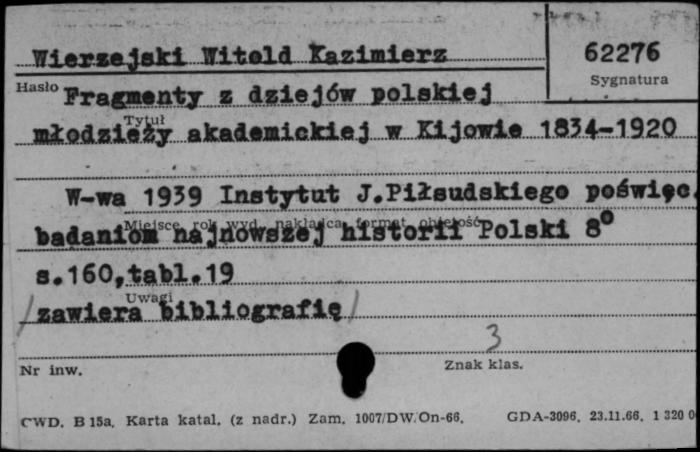 Wierzejski Witold Kazimierz
62276
Sygnatura
Hasło
Fragmenty z dziejów polskiej
Tytuł
młodzieży akademickiej w Kijowie 1834-1920
W-wa 1939 Instytut J.Piłsudskiego poświęc.
Miejsce, rok wyd., nakładca, format, objętość
badaniom najnowszej historii Polski 8°
s.160,tabl.19
Uwagi
/zawiera bibliografię/
3
Nr inw.
Znak klas.
CWD. B 15a. Karta katal. (z nadr.) Zam. 1007/DW/On-66. GDA-3096. 23.11.66. 1 320 0